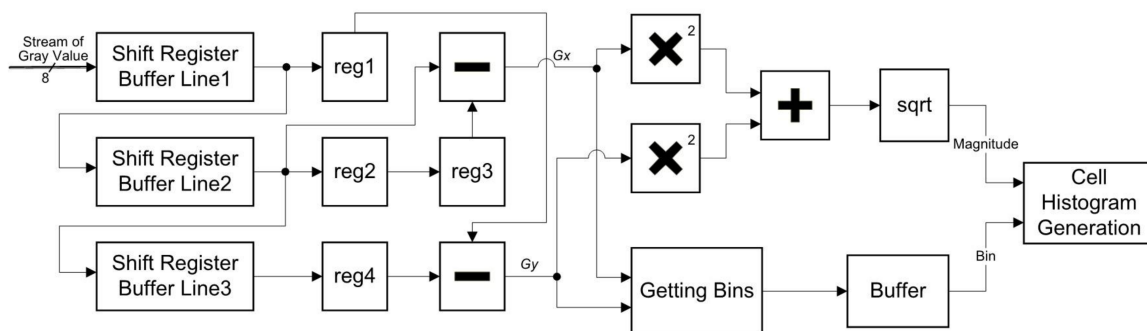 Stream of
Gray Value
8
Shift Register
Buffer Line1
reg1
Gx
2
sqrt
Shift Register
Buffer Line2
reg2
reg3
2
Magnitude
Cell
Histogram
Generation
Shift Register
Buffer Line3
reg4
Gy
Getting Bins
Buffer
Bin